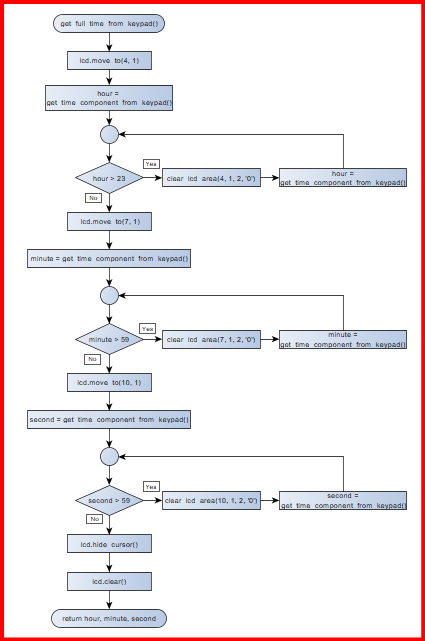 get full time from keypad()
lcd.move to(4, 1)
hour =
get time component from keypad()
Yes
hour > 23
clear lcd area(4, 1, 2, '0')
hour =
get time component from keypad()
No
lcd.move to(7, 1)
minute = get time component from keypad()
Yes
minute > 59
clear lcd area(7, 1, 2, '0')
minute =
get time component from keypad()
No
lcd.move to(10, 1)
second = get time component from keypad()
Yes
second > 59
clear lcd area(10, 1, 2, '0')
second =
get time component from keypad()
No
lcd.hide cursor()
lcd.clear()
return hour, minute, second